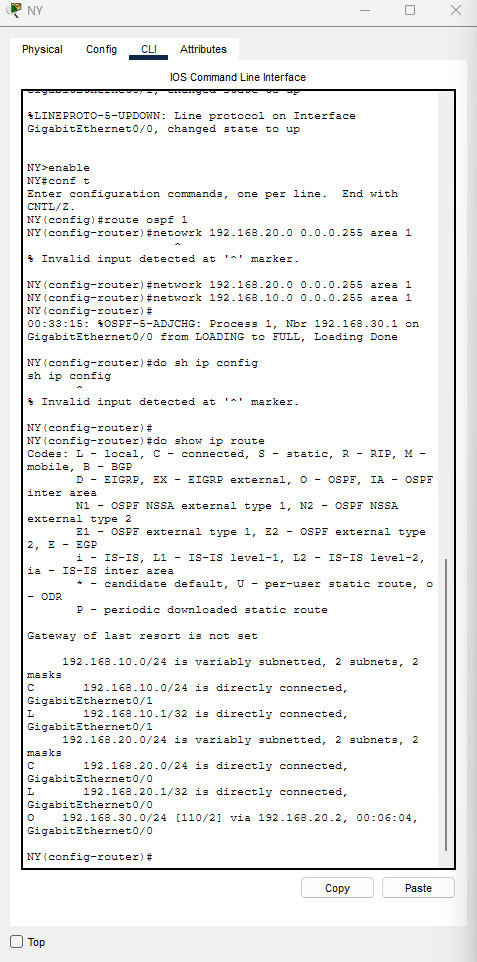 NY
Physical Config CLI Attributes
IOS Command Line Interface
%LINEPROTO-5-UPDOWN: Line protocol on Interface
GigabitEthernet0/0, changed state to up
NY>enable
NY#conf t
Enter configuration commands, one per line.  End with
CNTL/Z.
NY(config)#route ospf 1
NY(config-router)#netowrk 192.168.20.0 0.0.0.255 area 1
^
% Invalid input detected at '^' marker.
NY(config-router)#network 192.168.20.0 0.0.0.255 area 1
NY(config-router)#network 192.168.10.0 0.0.0.255 area 1
NY(config-router)#
00:33:15: %OSPF-5-ADJCHG: Process 1, Nbr 192.168.30.1 on
GigabitEthernet0/0 from LOADING to FULL, Loading Done
NY(config-router)#do sh ip config
sh ip config
^
% Invalid input detected at '^' marker.
NY(config-router)#
NY(config-router)#do show ip route
Codes: L - local, C - connected, S - static, R - RIP, M -
mobile, B - BGP
D - EIGRP, EX - EIGRP external, O - OSPF, IA - OSPF
inter area
N1 - OSPF NSSA external type 1, N2 - OSPF NSSA
external type 2
E1 - OSPF external type 1, E2 - OSPF external type
2, E - EGP
i - IS-IS, L1 - IS-IS level-1, L2 - IS-IS level-2,
ia - IS-IS inter area
* - candidate default, U - per-user static route, o
- ODR
P - periodic downloaded static route
Gateway of last resort is not set
192.168.10.0/24 is variably subnetted, 2 subnets, 2
masks
C 192.168.10.0/24 is directly connected,
GigabitEthernet0/1
L 192.168.10.1/32 is directly connected,
GigabitEthernet0/1
192.168.20.0/24 is variably subnetted, 2 subnets, 2
masks
C 192.168.20.0/24 is directly connected,
GigabitEthernet0/0
L 192.168.20.1/32 is directly connected,
GigabitEthernet0/0
O 192.168.30.0/24 [110/2] via 192.168.20.2, 00:06:04,
GigabitEthernet0/0
NY(config-router)#
Copy Paste
Top